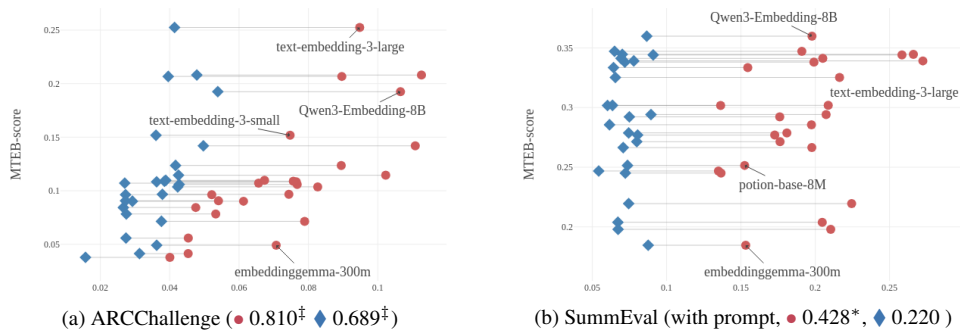 0.25
0.2
0.15
0.1
0.05
MTEB-score
text-embedding-3-large
Qwen3-Embedding-8B
text-embedding-3-small
embeddinggemma-300m
0.02
0.04
0.06
0.08
0.1
(a) ARCChallenge (● 0.810‡ ◆ 0.689‡)
0.35
0.3
0.25
0.2
MTEB-score
Qwen3-Embedding-8B
text-embedding-3-large
potion-base-8M
embeddinggemma-300m
0.05
0.1
0.15
0.2
0.25
(b) SummEval (with prompt, ● 0.428*, ◆ 0.220)